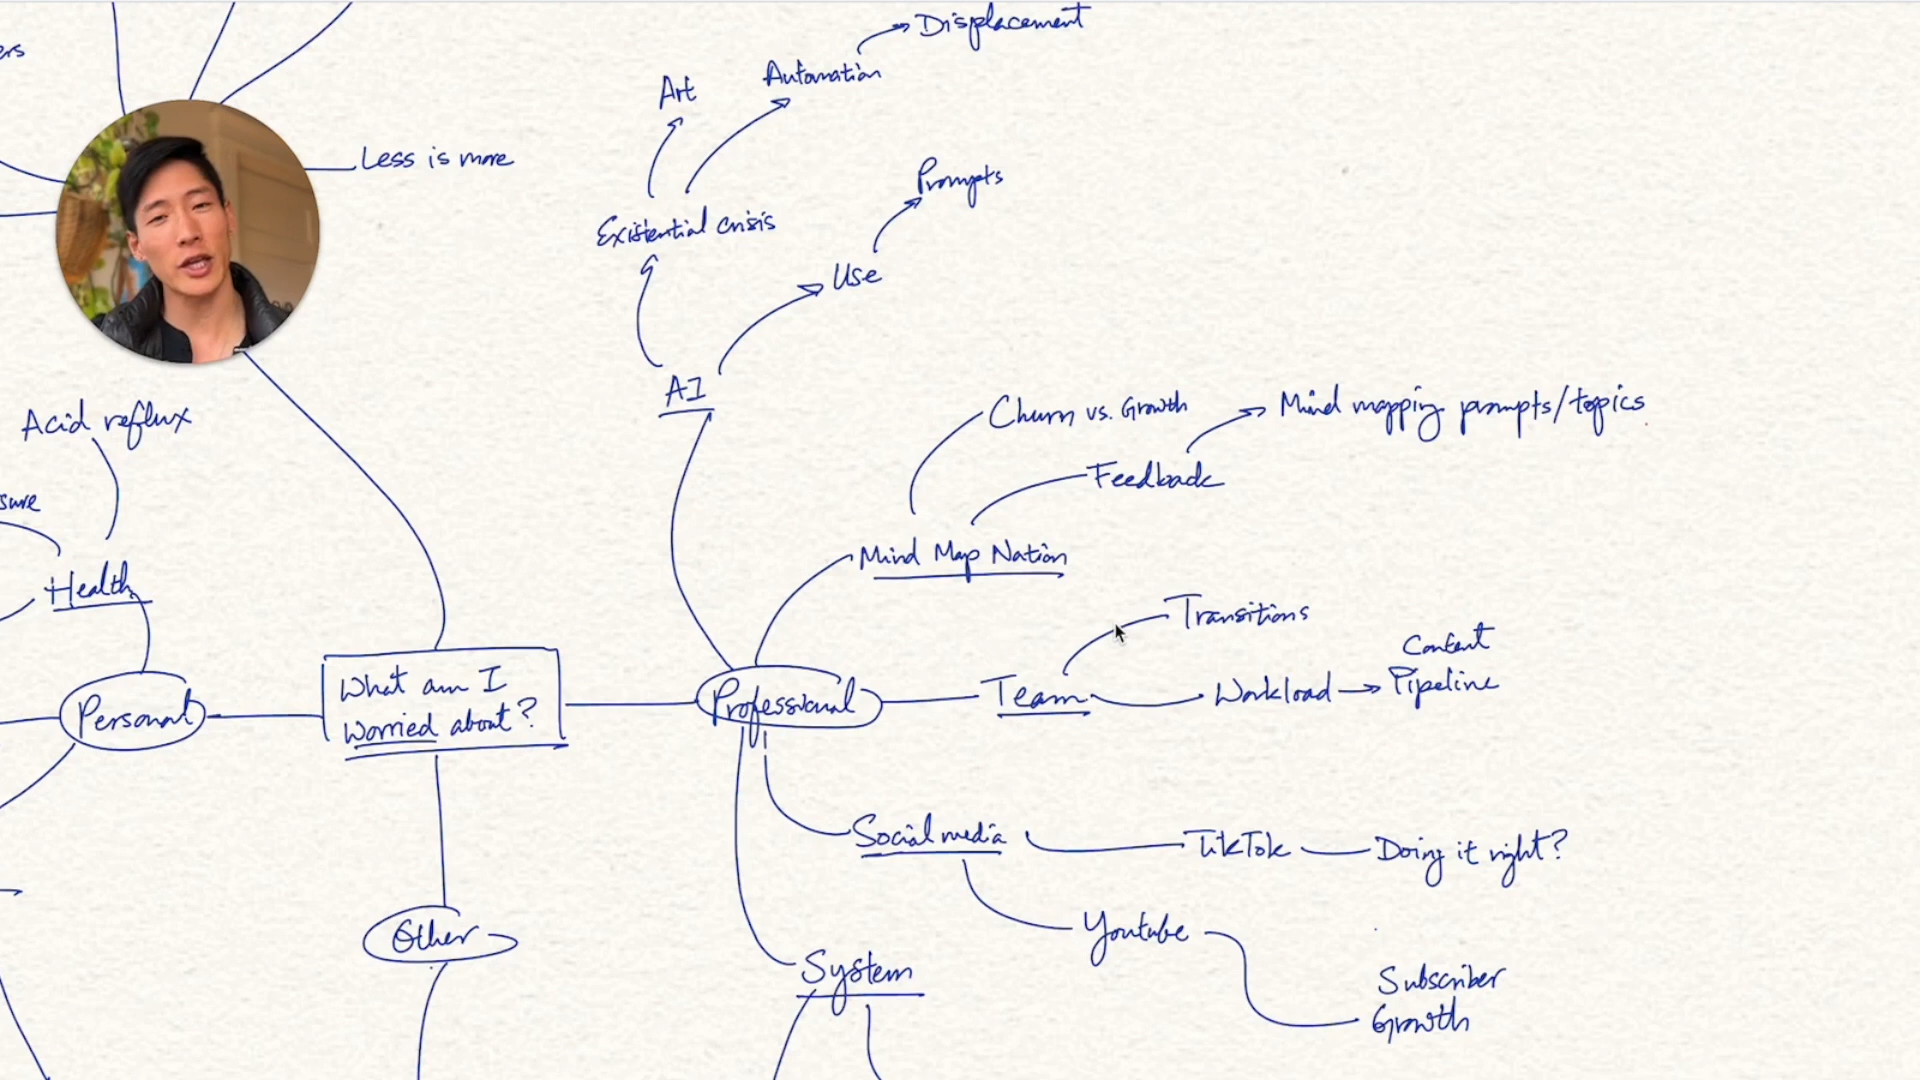 ers
Displacement
Art
Automation
Less is more
Prompts
Existential crisis
Use
AI
Acid reflux
Churn vs. Growth
Mind mapping prompts/topics
Feedback
sure
Health
Mind Map Nation
Transitions
Content
Pipeline
What am I
worried about?
Personal
Professional
Team
Workload
Social media
TikTok
Doing it right?
Youtube
Other
System
Subscriber
Growth